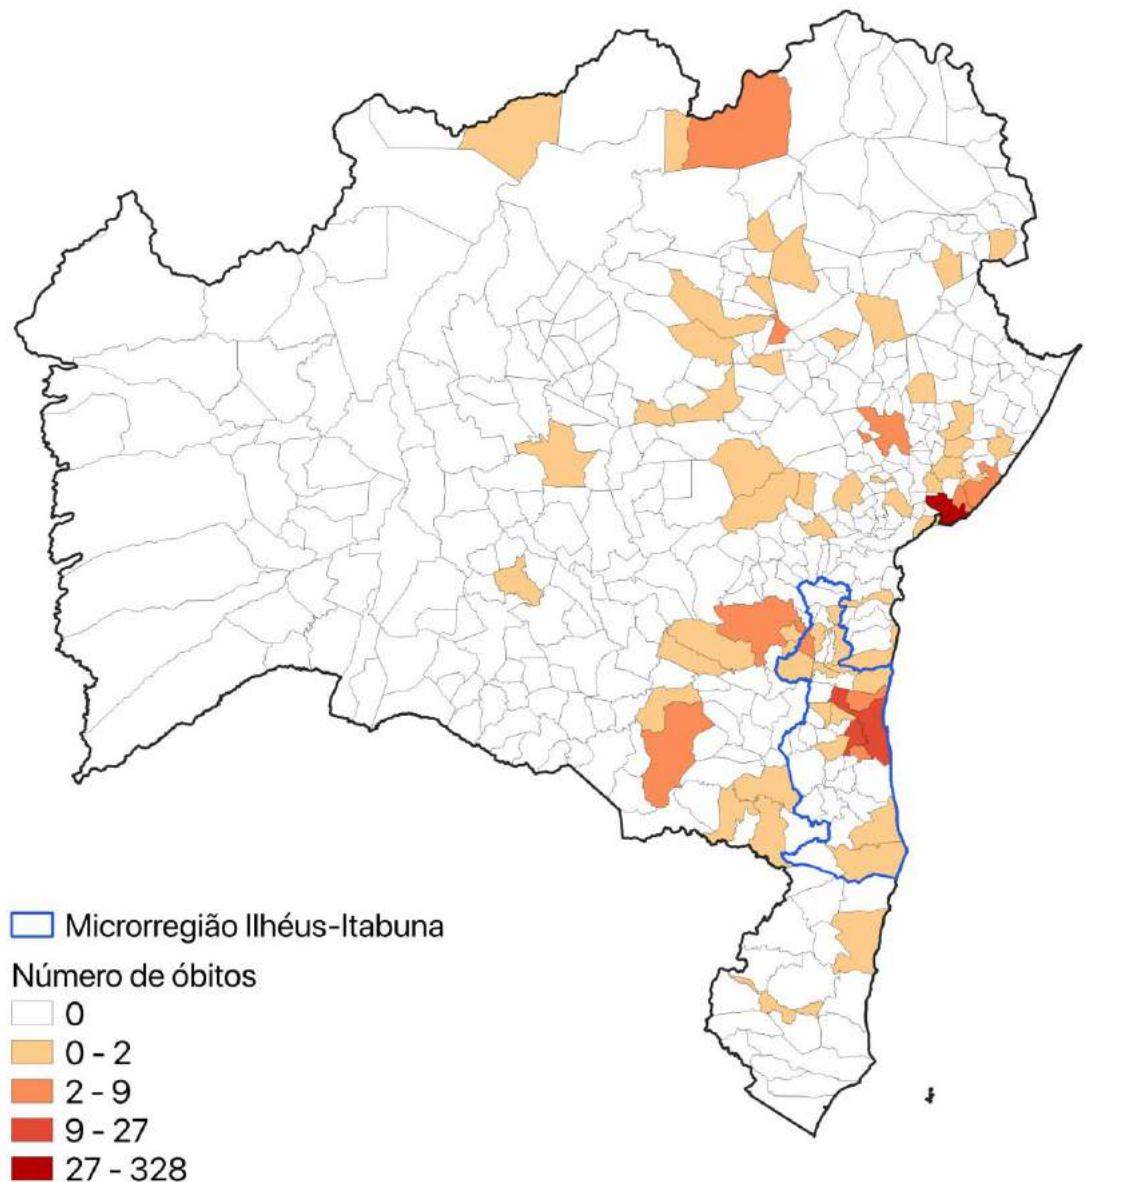 Microrregião Ilhéus-Itabuna
Número de óbitos
0
0 - 2
2 - 9
9 - 27
27 - 328